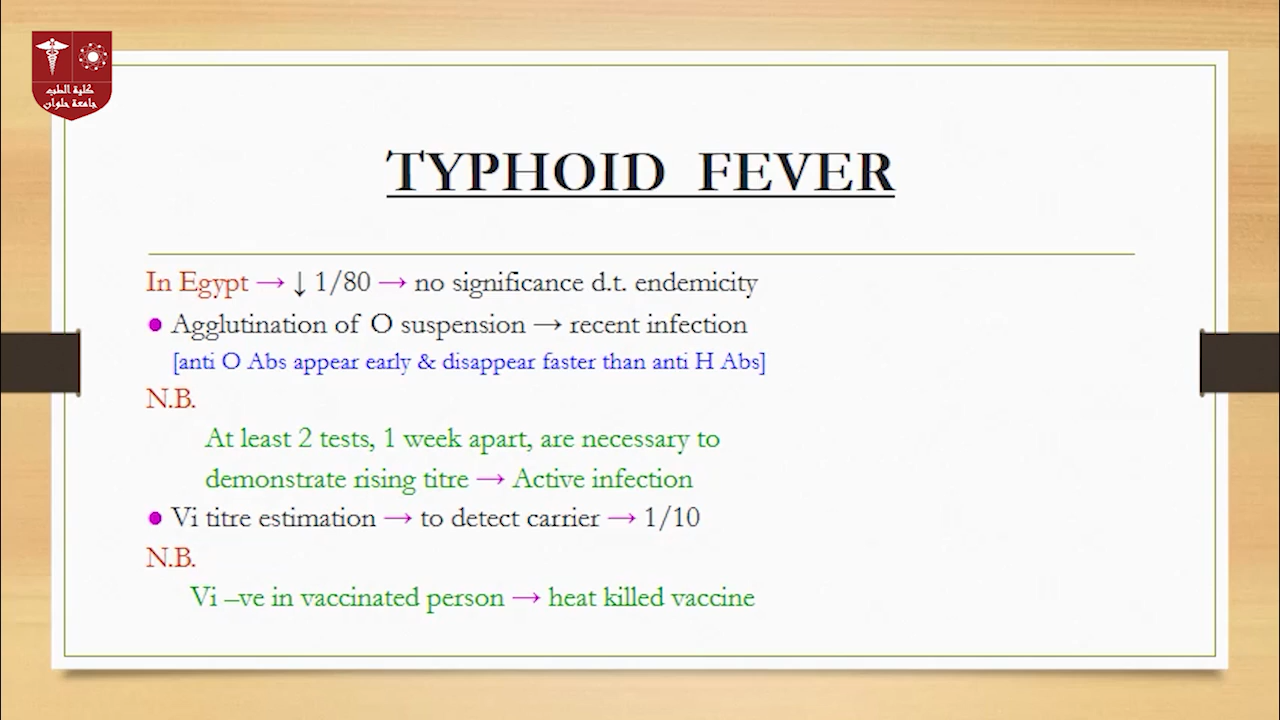 كلية الطب
جامعة حلوان
TYPHOID FEVER
In Egypt → ↓ 1/80 → no significance d.t. endemicity
● Agglutination of O suspension → recent infection
[anti O Abs appear early & disappear faster than anti H Abs]
N.B.
At least 2 tests, 1 week apart, are necessary to
demonstrate rising titre → Active infection
● Vi titre estimation → to detect carrier → 1/10
N.B.
Vi –ve in vaccinated person → heat killed vaccine